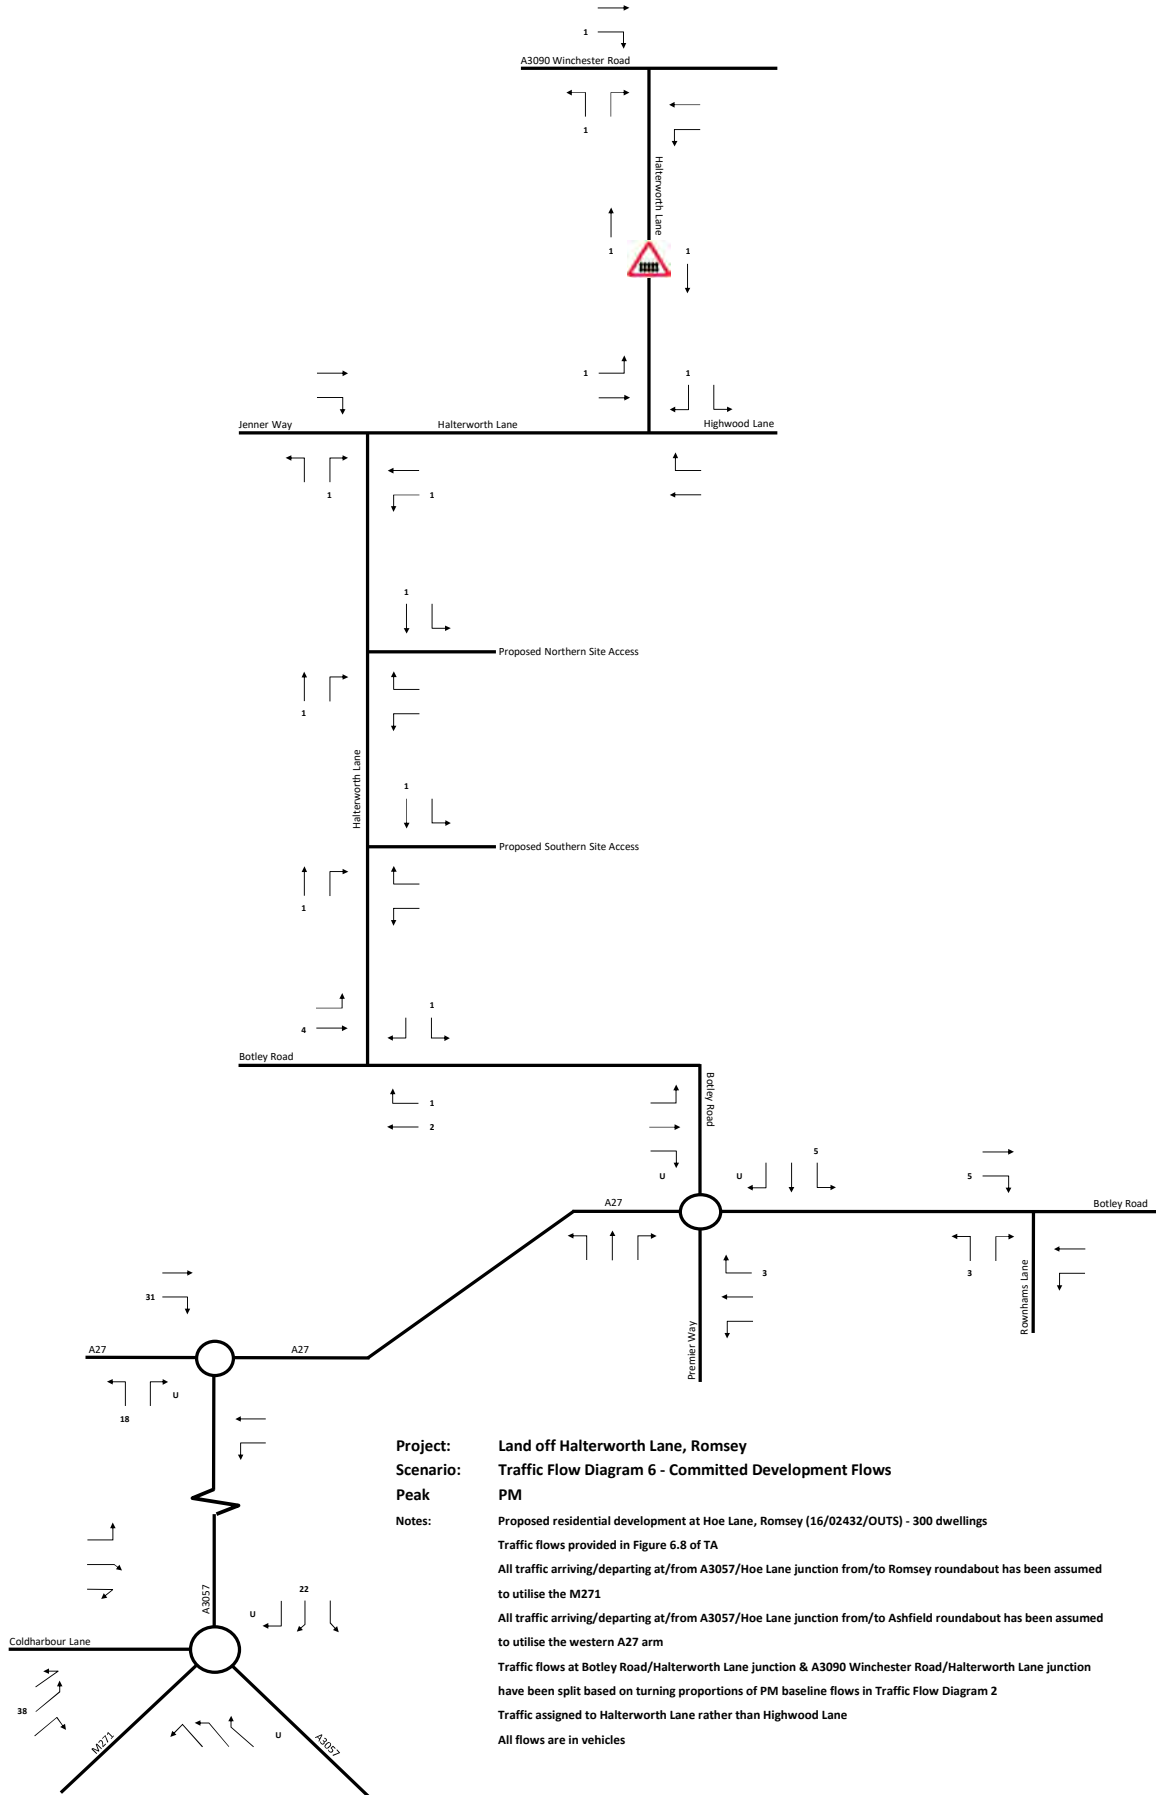 1
A3090 Winchester Road
1
Halterworth Lane
1
1
1
1
Jenner Way
Halterworth Lane
Highwood Lane
1
1
1
Proposed Northern Site Access
1
Halterworth Lane
1
Proposed Southern Site Access
1
1
4
Botley Road
1
2
Botley Road
U
U
5
5
A27
Botley Road
3
3
Rownhams Lane
Premier Way
31
A27
A27
18
U
Project: Land off Halterworth Lane, Romsey
Scenario: Traffic Flow Diagram 6 - Committed Development Flows
Peak PM
Notes: Proposed residential development at Hoe Lane, Romsey (16/02432/OUTS) - 300 dwellings
Traffic flows provided in Figure 6.8 of TA
All traffic arriving/departing at/from A3057/Hoe Lane junction from/to Romsey roundabout has been assumed
to utilise the M271
All traffic arriving/departing at/from A3057/Hoe Lane junction from/to Ashfield roundabout has been assumed
to utilise the western A27 arm
Traffic flows at Botley Road/Halterworth Lane junction & A3090 Winchester Road/Halterworth Lane junction
have been split based on turning proportions of PM baseline flows in Traffic Flow Diagram 2
Traffic assigned to Halterworth Lane rather than Highwood Lane
All flows are in vehicles
A3057
22
U
Coldharbour Lane
38
M271
U
A3057